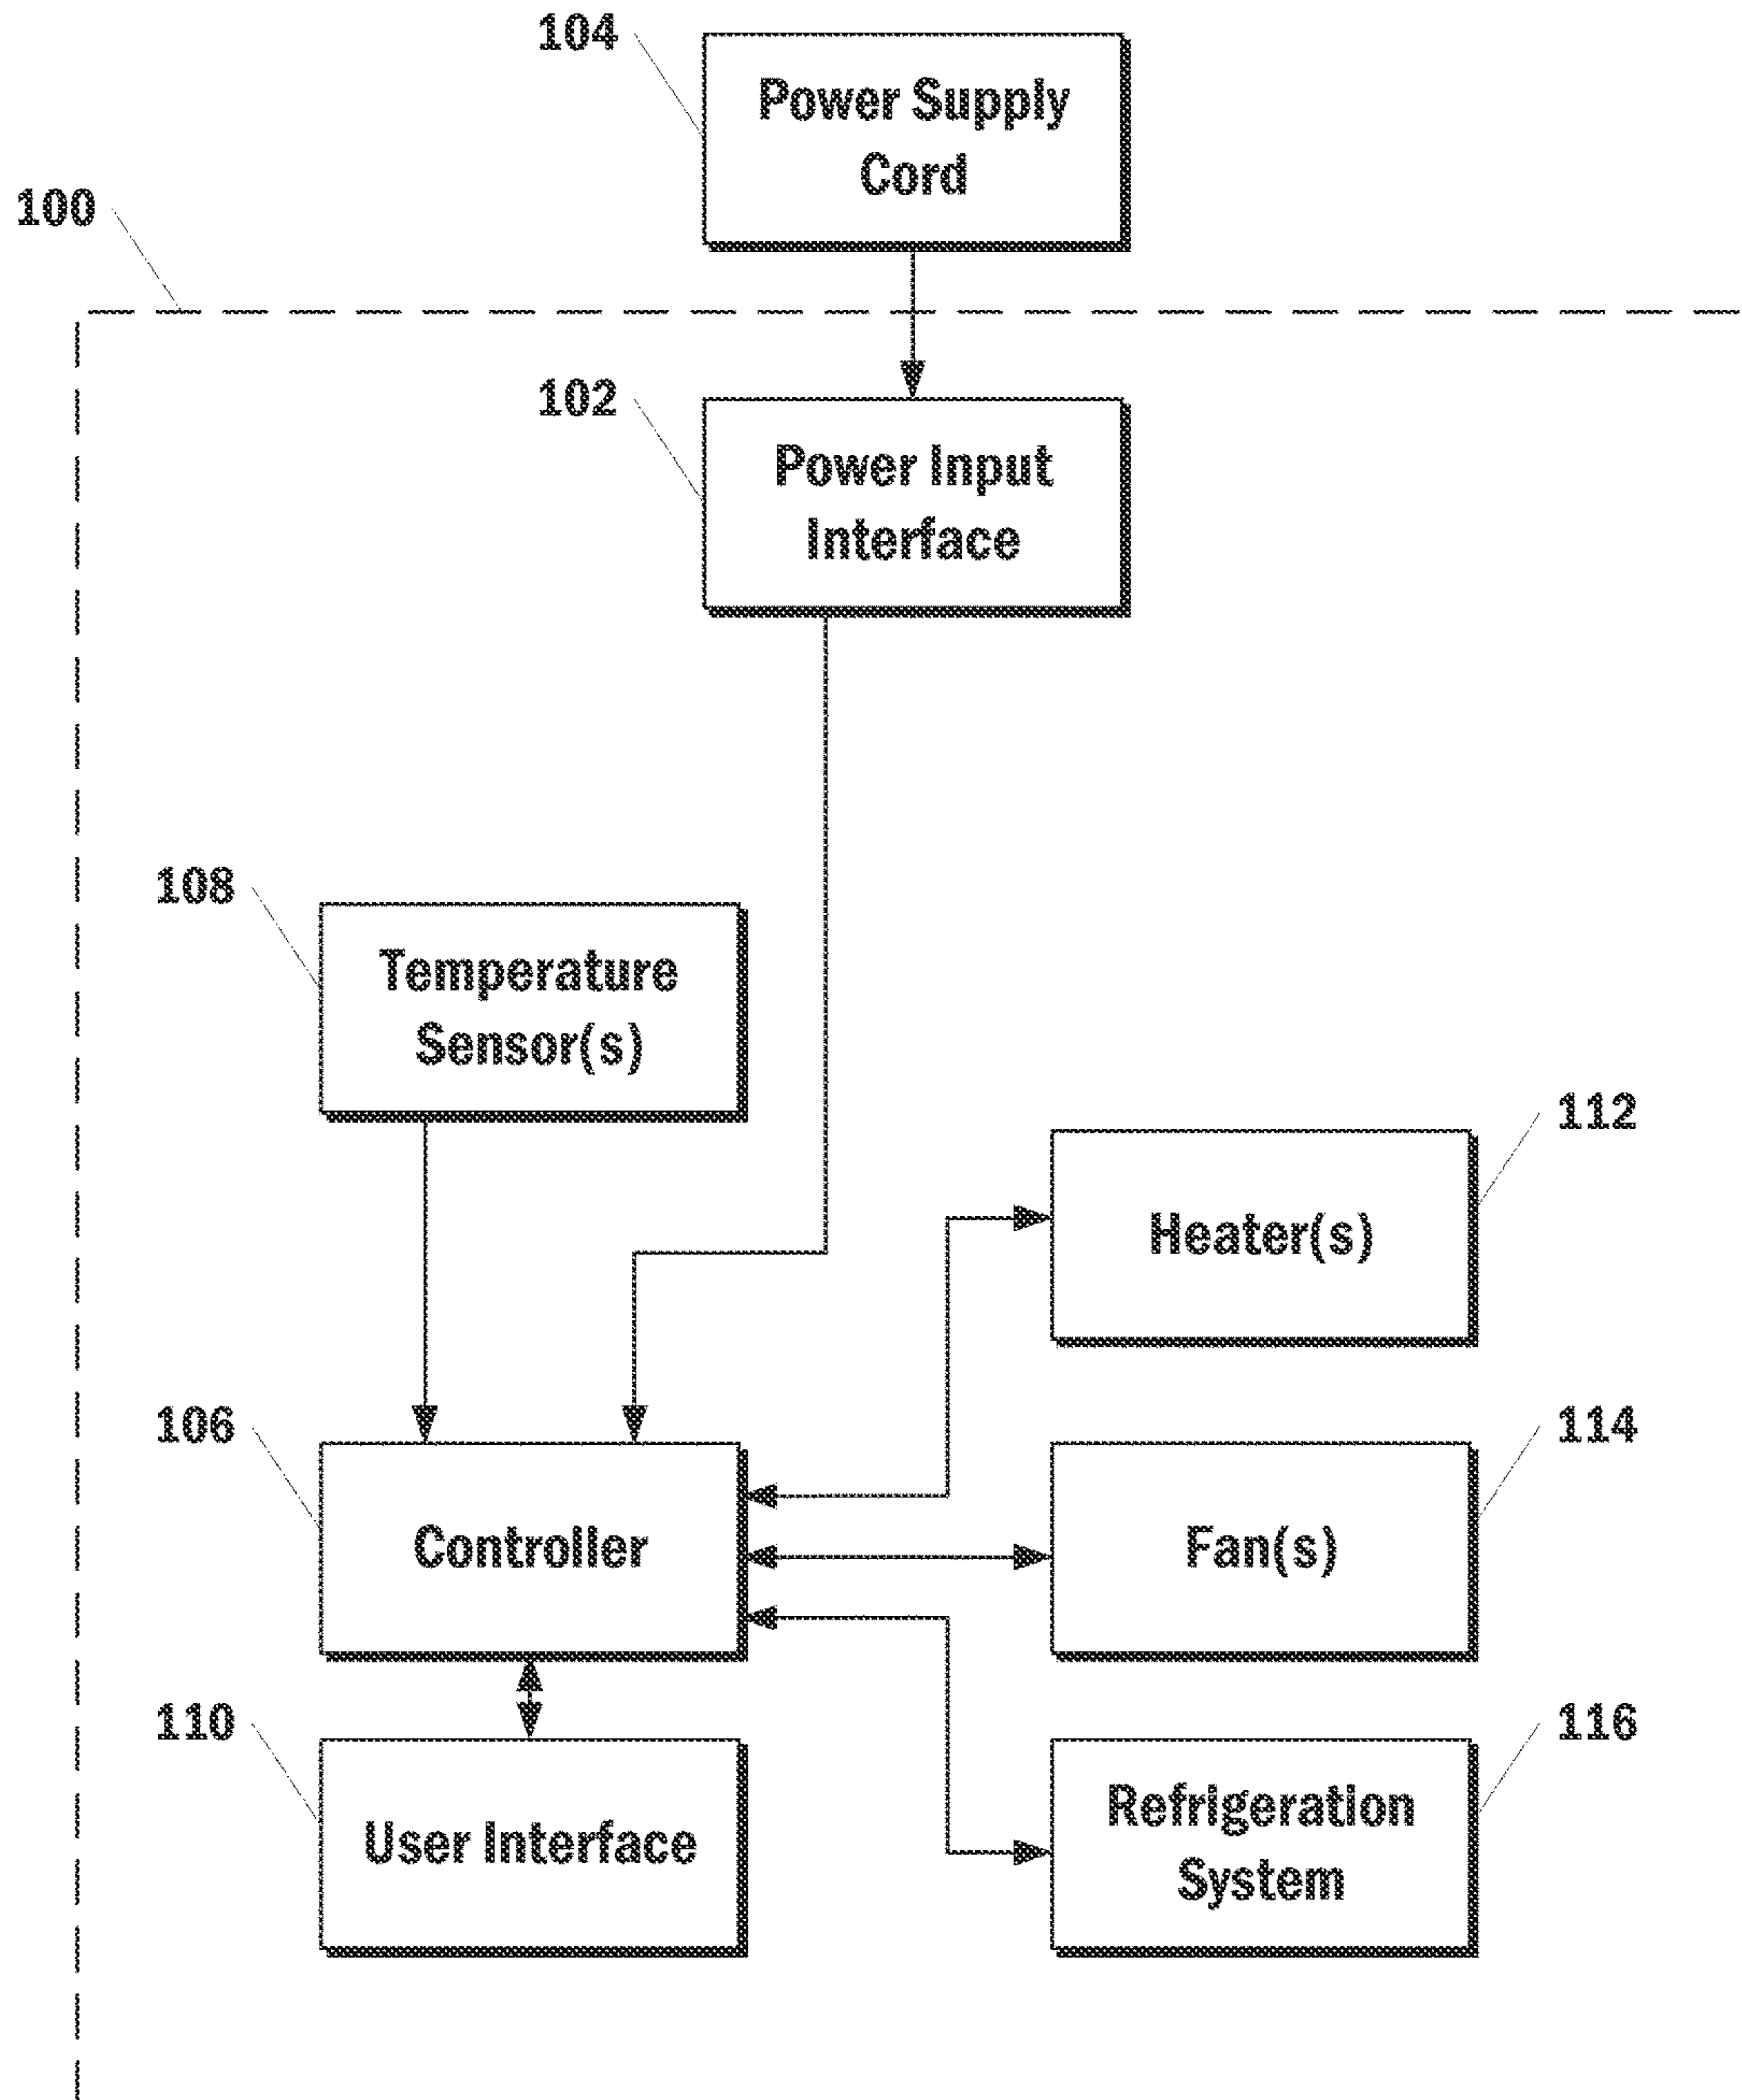 104
Power Supply
Cord
100
102
Power Input
Interface
108
Temperature
Sensor(s)
112
Heater(s)
106
Controller
114
Fan(s)
110
User Interface
116
Refrigeration
System